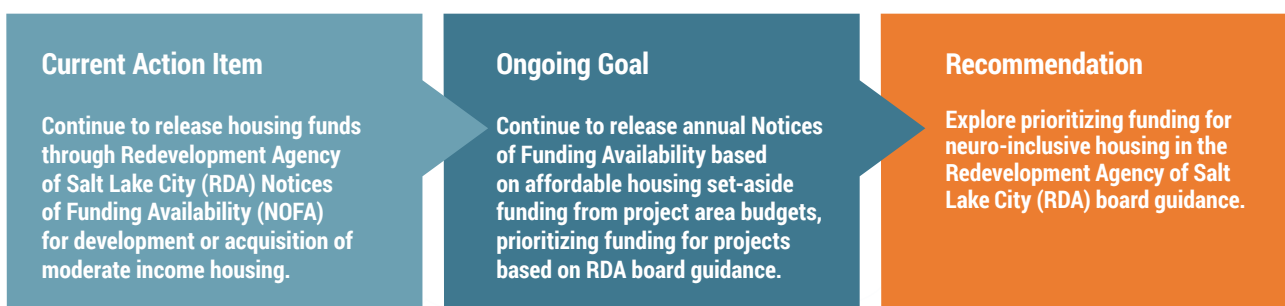 Current Action Item
Continue to release housing funds
through Redevelopment Agency
of Salt Lake City (RDA) Notices
of Funding Availability (NOFA)
for development or acquisition of
moderate income housing.
Ongoing Goal
Continue to release annual Notices
of Funding Availability based
on affordable housing set-aside
funding from project area budgets,
prioritizing funding for projects
based on RDA board guidance.
Recommendation
Explore prioritizing funding for
neuro-inclusive housing in the
Redevelopment Agency of Salt
Lake City (RDA) board guidance.